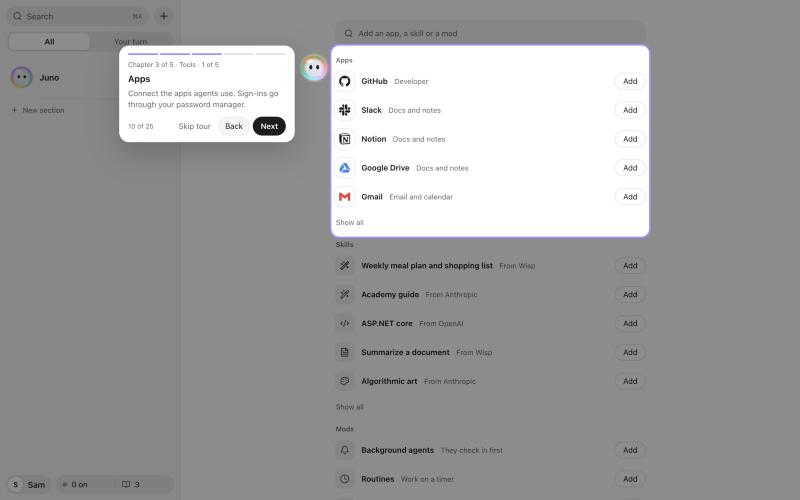 Search ⌘K
All Your turn
Juno
New section
S Sam 0 on 3
Chapter 3 of 5 · Tools · 1 of 5
Apps
Connect the apps agents use. Sign-ins go
through your password manager.
10 of 25 Skip tour Back Next
Add an app, a skill or a mod
Apps
GitHub Developer Add
Slack Docs and notes Add
Notion Docs and notes Add
Google Drive Docs and notes Add
Gmail Email and calendar Add
Show all
Skills
Weekly meal plan and shopping list From Wisp Add
Academy guide From Anthropic Add
ASP.NET core From OpenAI Add
Summarize a document From Wisp Add
Algorithmic art From Anthropic Add
Show all
Mods
Background agents They check in first Add
Routines Work on a timer Add